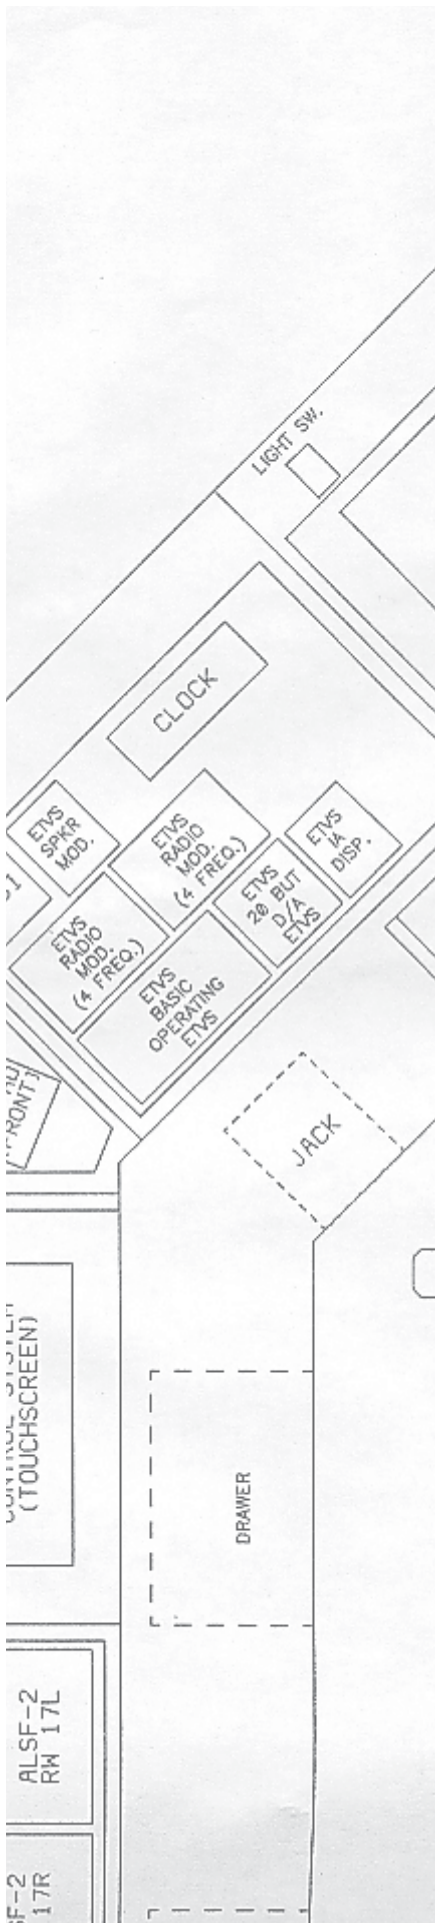 LIGHT SW.
CLOCK
ETVS
SPKR
MOD.
ETVS
RADIO
MOD.
(4 FREQ.)
ETVS
IA
DISP.
ETVS
20 BUT
D/A
ETVS
ETVS
RADIO
MOD.
(4 FREQ.)
ETVS
BASIC
OPERATING
ETVS
JACK
(TOUCHSCREEN)
DRAWER
ALSF-2
RW 17L
17R